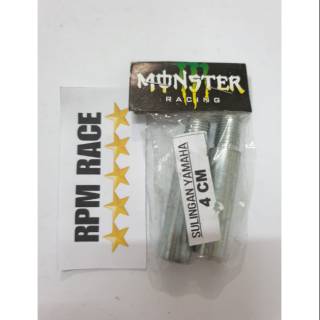 RPM RACE
MONSTER
RACING
SULINGAN YAMAHA
4 CM